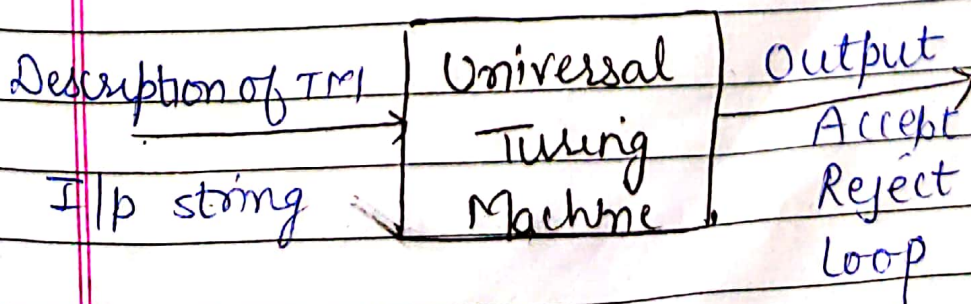 Description of TM
I/p string
Universal
Turing
Machine
Output
Accept
Reject
Loop